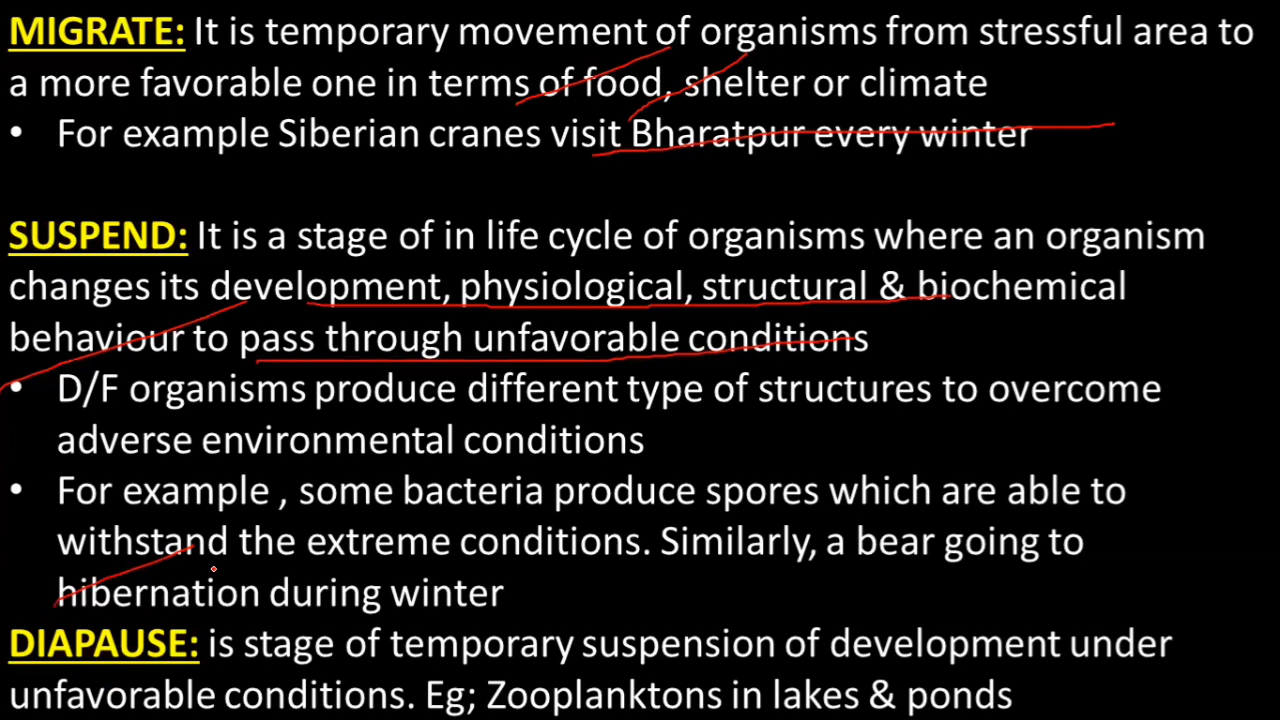 MIGRATE: It is temporary movement of organisms from stressful area to
a more favorable one in terms of food, shelter or climate
• For example Siberian cranes visit Bharatpur every winter
SUSPEND: It is a stage of in life cycle of organisms where an organism
changes its development, physiological, structural & biochemical
behaviour to pass through unfavorable conditions
• D/F organisms produce different type of structures to overcome
adverse environmental conditions
• For example , some bacteria produce spores which are able to
withstand the extreme conditions. Similarly, a bear going to
hibernation during winter
DIAPAUSE: is stage of temporary suspension of development under
unfavorable conditions. Eg; Zooplanktons in lakes & ponds